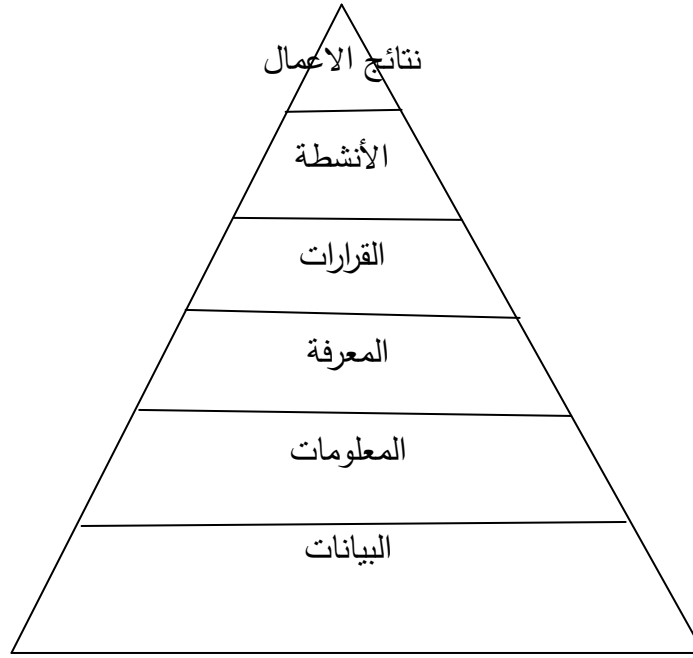 نتائج الاعمال
الأنشطة
القرارات
المعرفة
المعلومات
البيانات